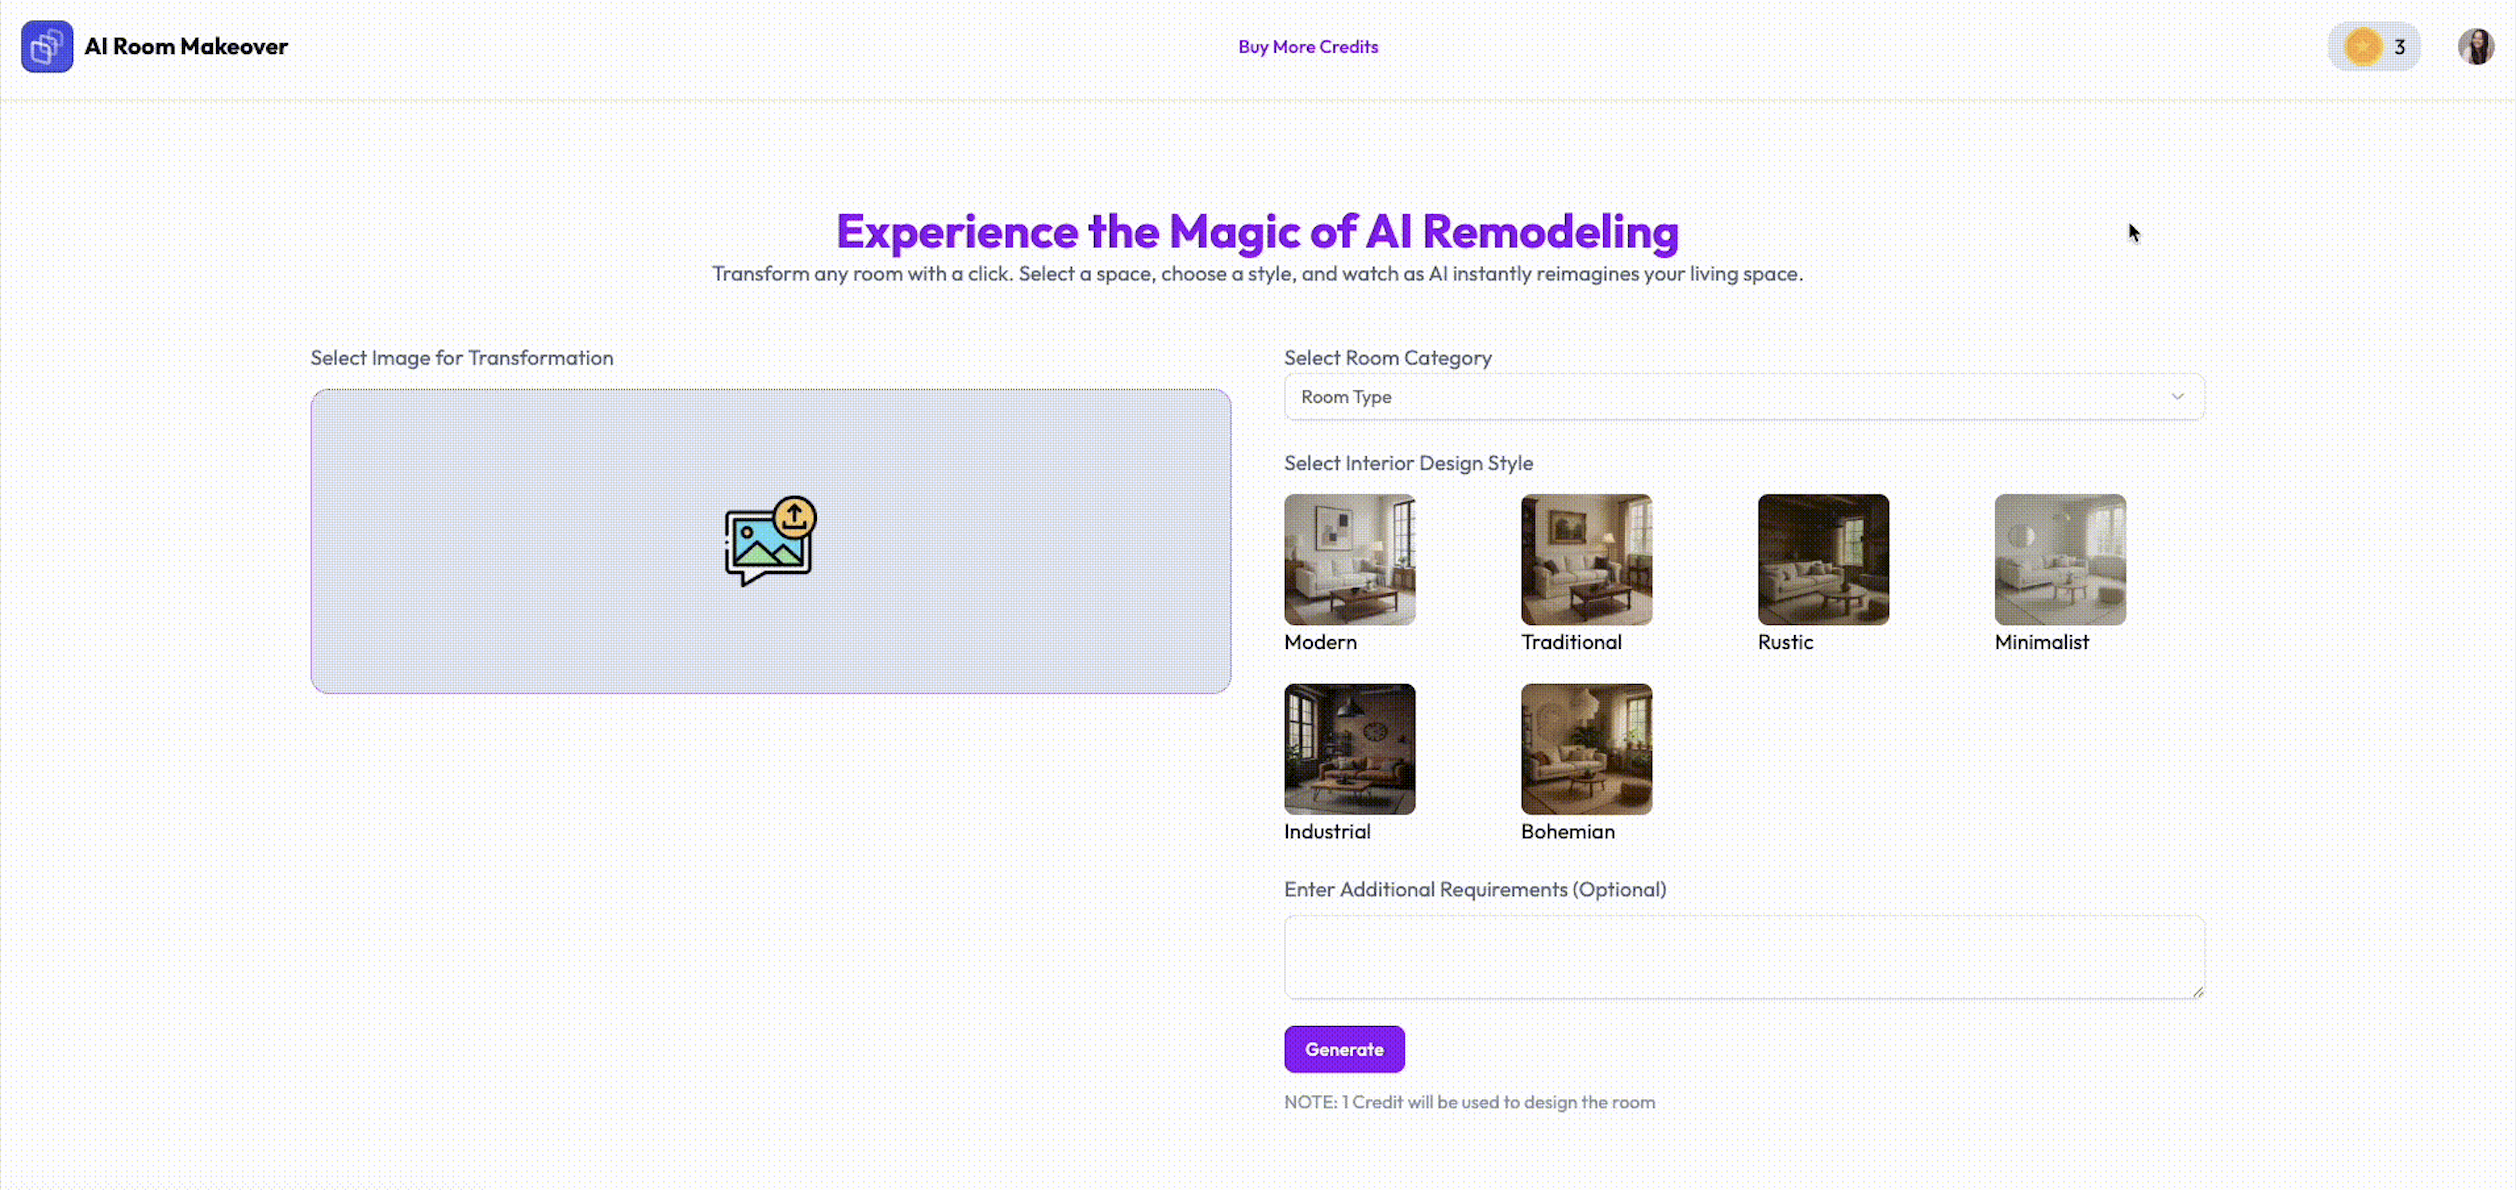 AI Room Makeover
Buy More Credits
3
Experience the Magic of AI Remodeling
Transform any room with a click. Select a space, choose a style, and watch as AI instantly reimagines your living space.
Select Image for Transformation
Select Room Category
Room Type
Select Interior Design Style
Modern
Traditional
Rustic
Minimalist
Industrial
Bohemian
Enter Additional Requirements (Optional)
Generate
NOTE: 1 Credit will be used to design the room